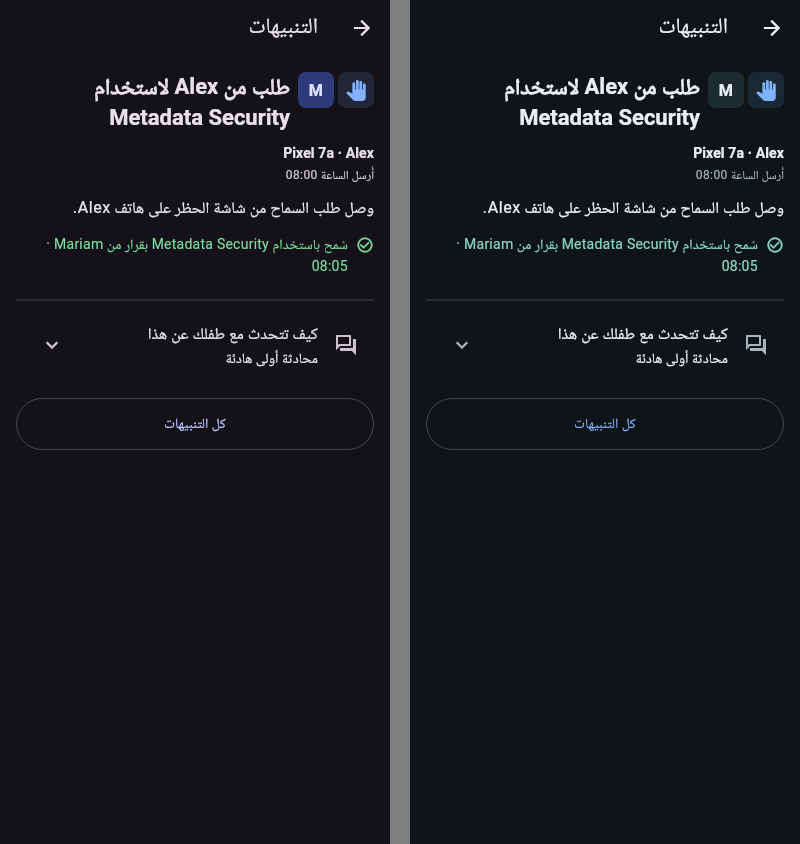 التنبيهات
M
طلب من Alex لاستخدام
Metadata Security
Pixel 7a · Alex
أرسل الساعة 08:00
وصل طلب السماح من شاشة الحظر على هاتف Alex.
سُمح باستخدام Metadata Security بقرار من Mariam ·
08:05
كيف تتحدث مع طفلك عن هذا
محادثة أولى هادئة
كل التنبيهات
التنبيهات
M
طلب من Alex لاستخدام
Metadata Security
Pixel 7a · Alex
أرسل الساعة 08:00
وصل طلب السماح من شاشة الحظر على هاتف Alex.
سُمح باستخدام Metadata Security بقرار من Mariam ·
08:05
كيف تتحدث مع طفلك عن هذا
محادثة أولى هادئة
كل التنبيهات